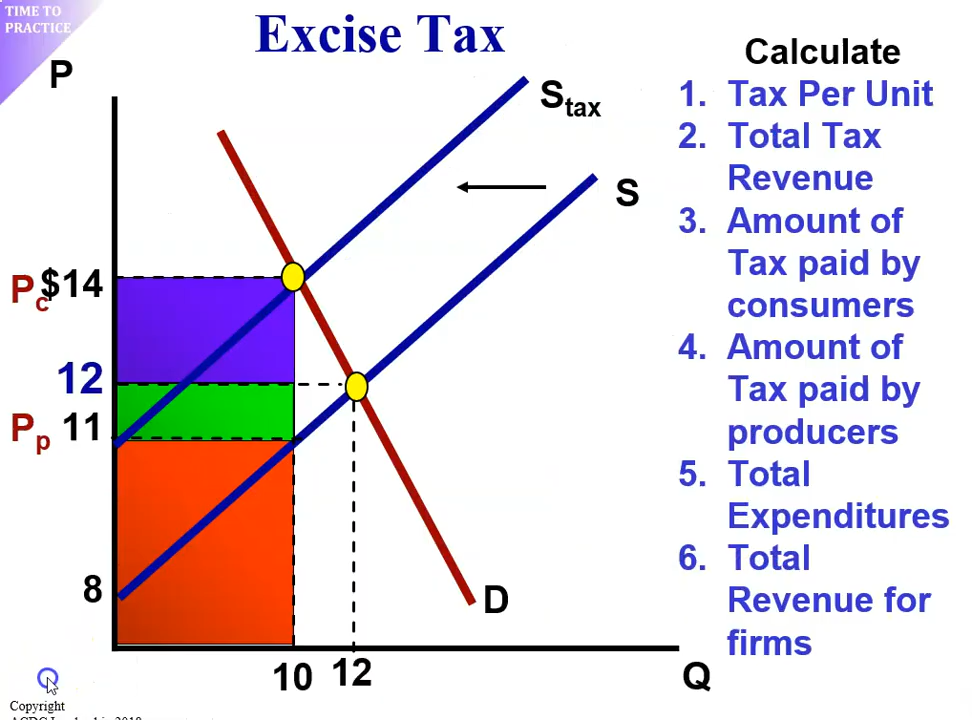 TIME TO
PRACTICE
Excise Tax
P
S tax
S
Pc $14
12
Pp 11
8
D
10 12
Q
Calculate
1. Tax Per Unit
2. Total Tax
Revenue
3. Amount of
Tax paid by
consumers
4. Amount of
Tax paid by
producers
5. Total
Expenditures
6. Total
Revenue for
firms
Copyright